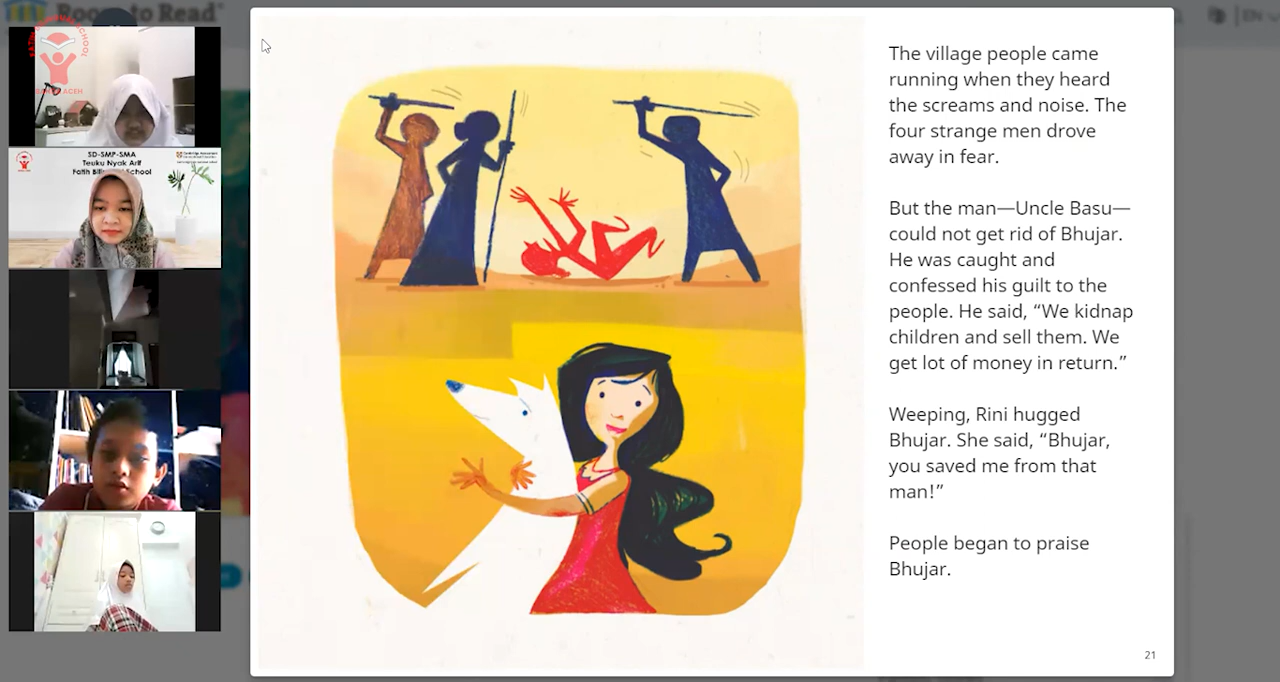 Room to Read
EN
FATIH BILINGUAL SCHOOL
BANDA ACEH
SD-SMP-SMA
Teuku Nyak Arif
Fatih School
The village people came
running when they heard
the screams and noise. The
four strange men drove
away in fear.
But the man—Uncle Basu—
could not get rid of Bhujar.
He was caught and
confessed his guilt to the
people. He said, “We kidnap
children and sell them. We
get lot of money in return.”
Weeping, Rini hugged
Bhujar. She said, “Bhujar,
you saved me from that
man!”
People began to praise
Bhujar.
21